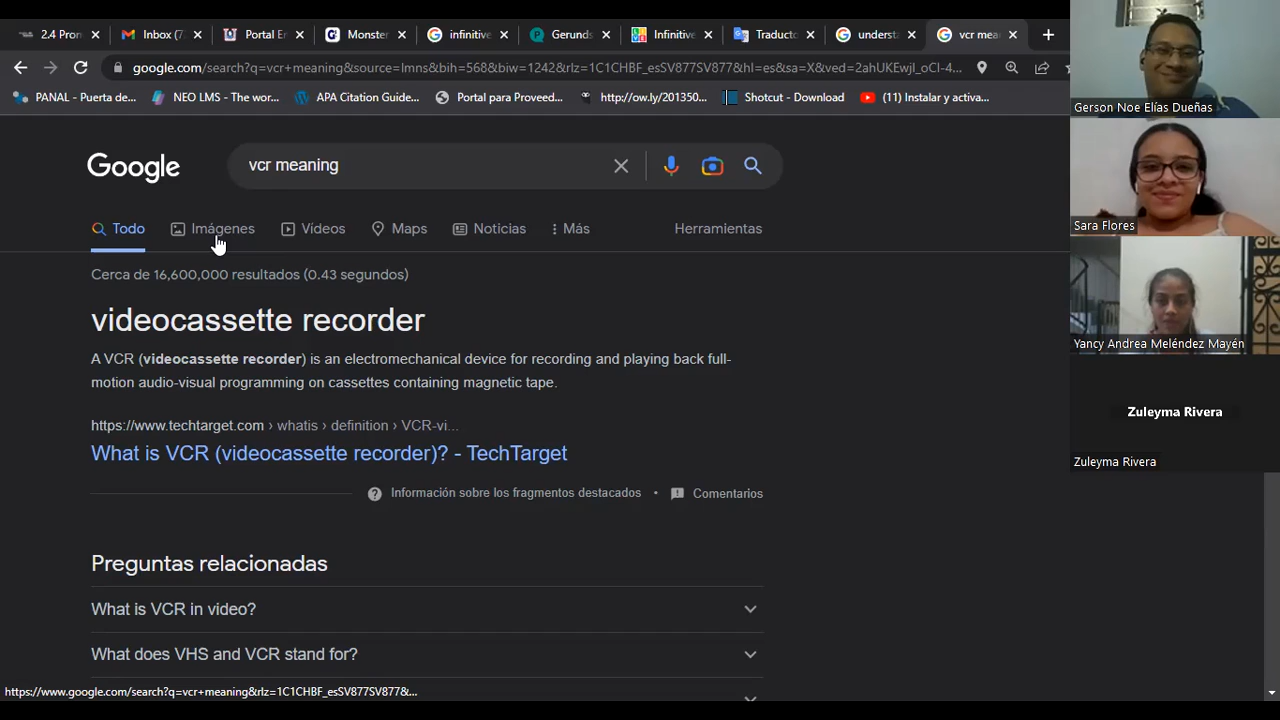 2.4 Pron
Inbox (7
Portal Er
Monster
infinitive
Gerunds
Infinitive
Traducto
understa
vcr mea
google.com/search?q=vcr+meaning&source=lmns&bih=568&biw=1242&rlz=1C1CHBF_esSV877SV877&hl=es&sa=X&ved=2ahUKEwjI_oCI-4...
PANAL - Puerta de...
NEO LMS - The wor...
APA Citation Guide...
Portal para Proveed...
http://ow.ly/201350...
Shotcut - Download
(11) Instalar y activa...
Google
vcr meaning
Todo
Imágenes
Vídeos
Maps
Noticias
Más
Herramientas
Cerca de 16,600,000 resultados (0.43 segundos)
videocassette recorder
A VCR (videocassette recorder) is an electromechanical device for recording and playing back full-
motion audio-visual programming on cassettes containing magnetic tape.
https://www.techtarget.com › whatis › definition › VCR-vi...
What is VCR (videocassette recorder)? - TechTarget
Información sobre los fragmentos destacados • Comentarios
Preguntas relacionadas
What is VCR in video?
What does VHS and VCR stand for?
https://www.google.com/search?q=vcr+meaning&rlz=1C1CHBF_esSV877SV877&...
Gerson Noe Elías Dueñas
Sara Flores
Yancy Andrea Meléndez Mayén
Zuleyma Rivera
Zuleyma Rivera